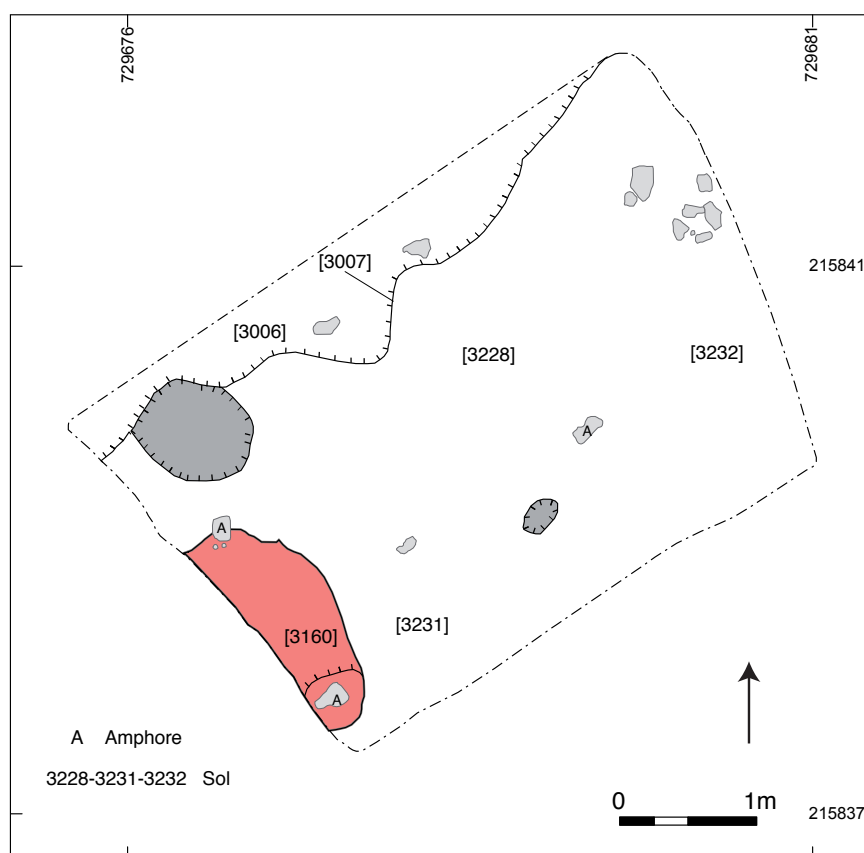 729676
729681
[3007]
215841
[3006]
[3228]
[3232]
A
A
[3231]
[3160]
A
A Amphore
3228-3231-3232 Sol
0 1m
215837